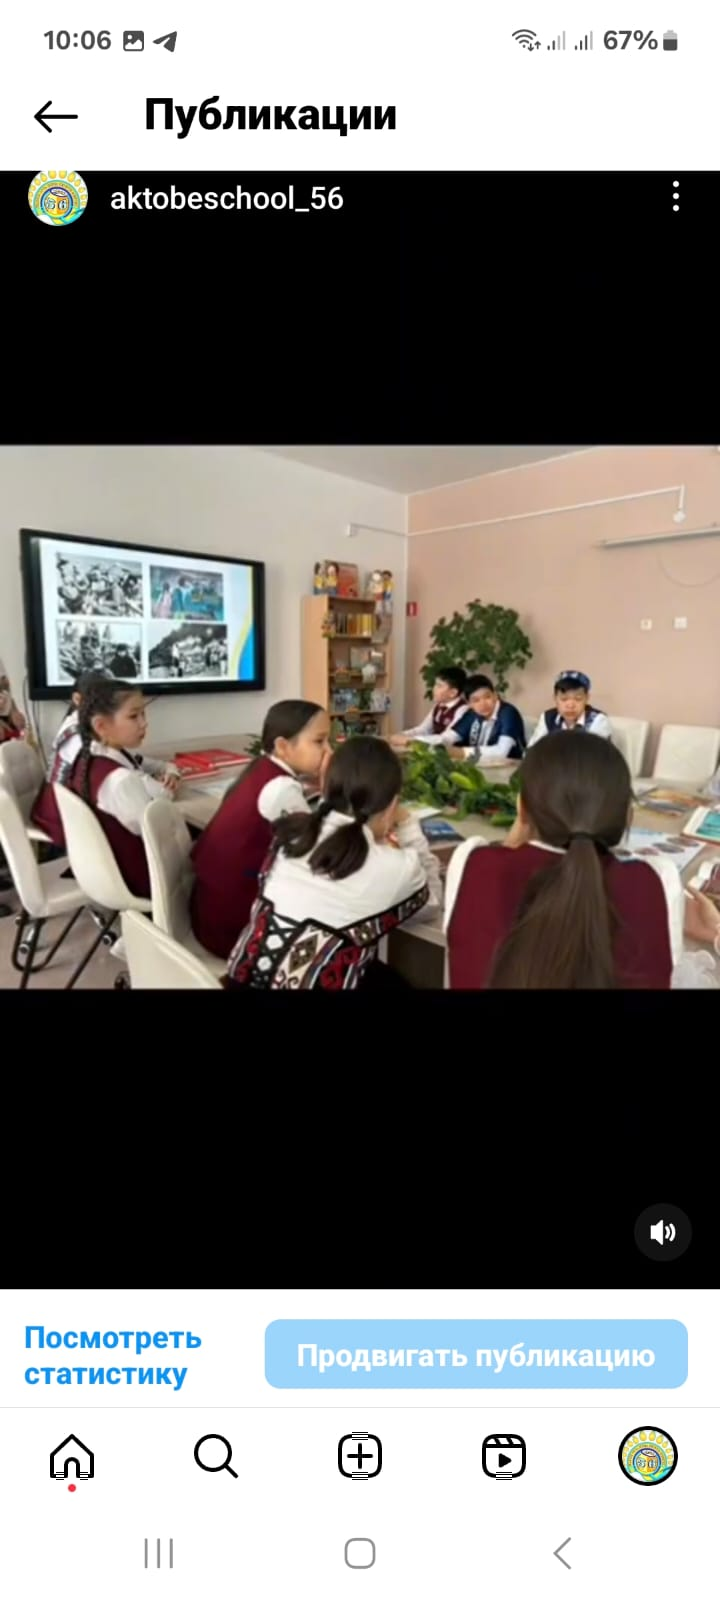 10:06
67%
Публикации
aktobeschool_56
Посмотреть
статистику
Продвигать публикацию